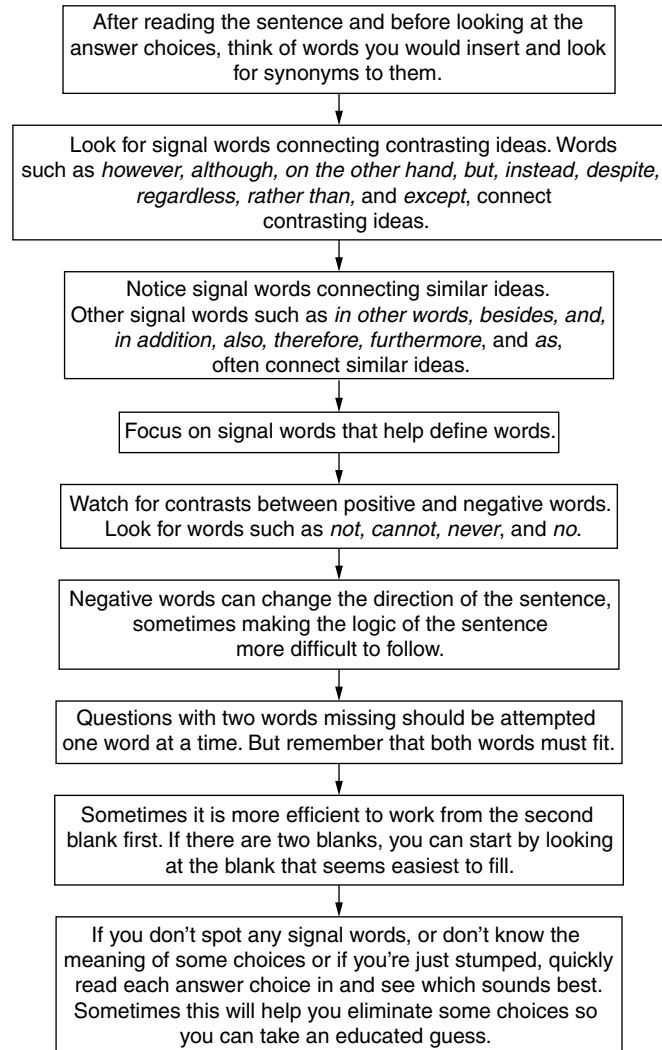 After reading the sentence and before looking at the
answer choices, think of words you would insert and look
for synonyms to them.
Look for signal words connecting contrasting ideas. Words
such as however, although, on the other hand, but, instead, despite,
regardless, rather than, and except, connect
contrasting ideas.
Notice signal words connecting similar ideas.
Other signal words such as in other words, besides, and,
in addition, also, therefore, furthermore, and as,
often connect similar ideas.
Focus on signal words that help define words.
Watch for contrasts between positive and negative words.
Look for words such as not, cannot, never, and no.
Negative words can change the direction of the sentence,
sometimes making the logic of the sentence
more difficult to follow.
Questions with two words missing should be attempted
one word at a time. But remember that both words must fit.
Sometimes it is more efficient to work from the second
blank first. If there are two blanks, you can start by looking
at the blank that seems easiest to fill.
If you don't spot any signal words, or don't know the
meaning of some choices or if you're just stumped, quickly
read each answer choice in and see which sounds best.
Sometimes this will help you eliminate some choices so
you can take an educated guess.